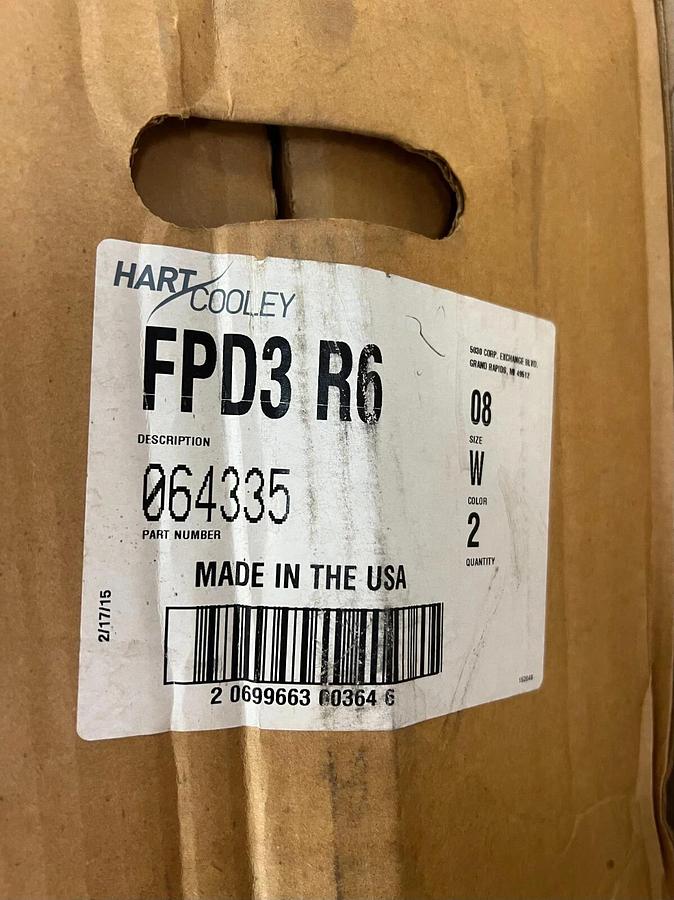 HART
COOLEY
FPD3 R6
DESCRIPTION
064335
PART NUMBER
MADE IN THE USA
2/17/15
2 0699663 00364 6
5030 CORP. EXCHANGE BLVD.
GRAND RAPIDS, MI 49512
08
SIZE
W
COLOR
2
QUANTITY